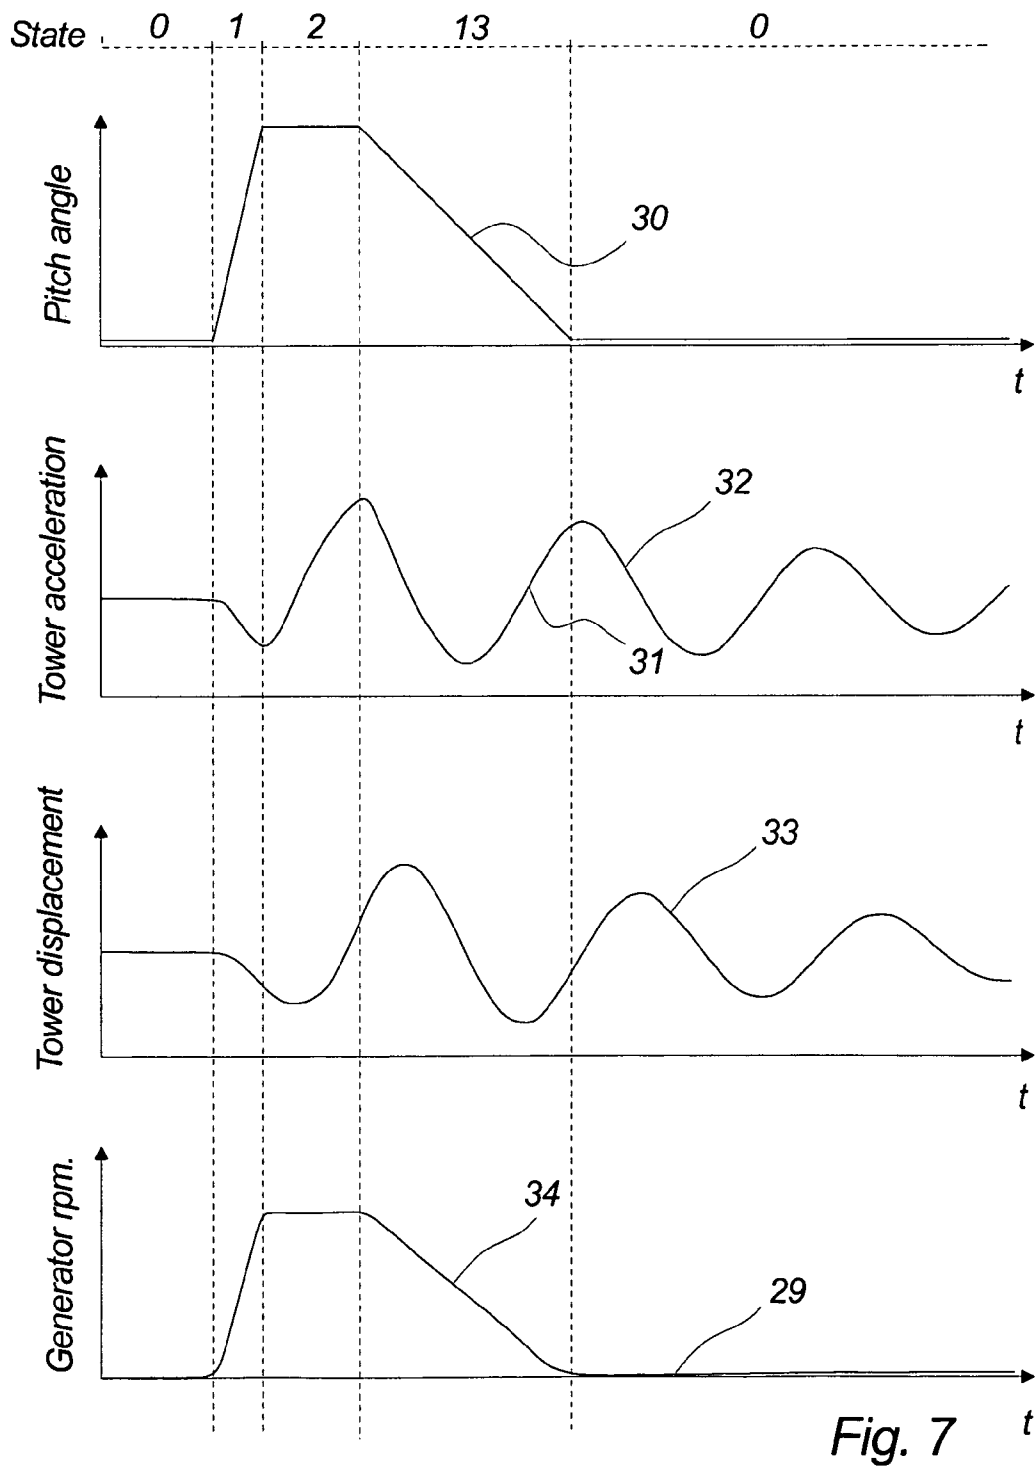 State 0 1 2 13 0
Pitch angle
30
t
Tower acceleration
32
31
t
Tower displacement
33
t
Generator rpm.
34
29
t
Fig. 7